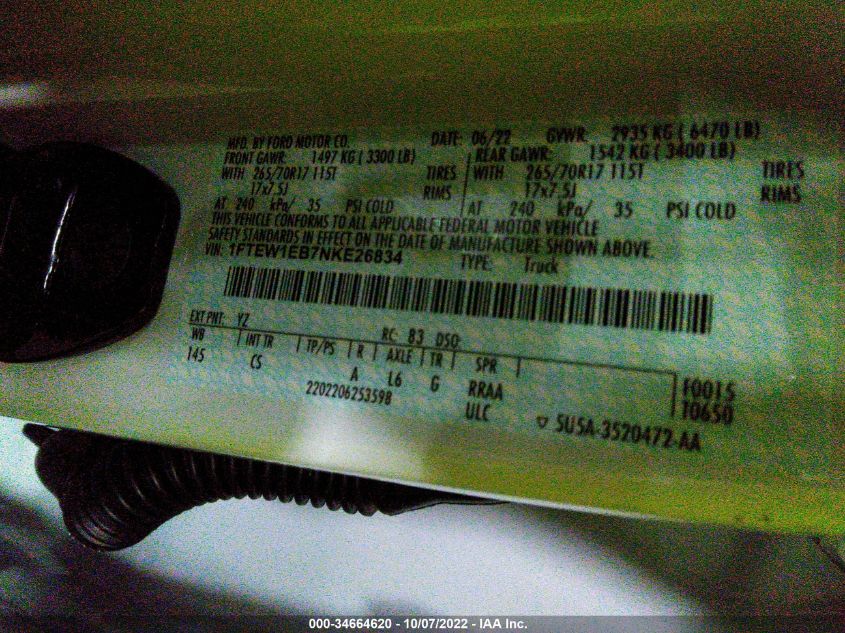 MFD. BY FORD MOTOR CO. DATE: 06/22 GVWR: 2935 KG ( 6470 LB)
FRONT GAWR: 1497 KG ( 3300 LB) REAR GAWR: 1542 KG ( 3400 LB)
WITH 265/70R17 115T TIRES WITH 265/70R17 115T TIRES
17x7.5J RIMS 17x7.5J RIMS
AT 240 kPa/ 35 PSI COLD AT 240 kPa/ 35 PSI COLD
THIS VEHICLE CONFORMS TO ALL APPLICABLE FEDERAL MOTOR VEHICLE
SAFETY STANDARDS IN EFFECT ON THE DATE OF MANUFACTURE SHOWN ABOVE.
VIN: 1FTEW1EB7NKE26834 TYPE: Truck
EXT PNT: YZ RC: 83 DSO:
WB INT TR TP/PS R AXLE TR SPR
145 CS A L6 G RRAA F0015
2202206253598 ULC T0650
5U5A-3520472-AA
000-34664620 - 10/07/2022 - IAA Inc.